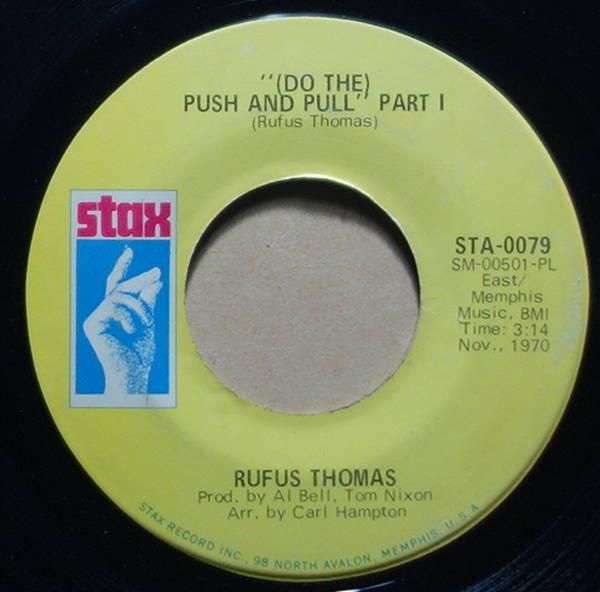 "(DO THE)
PUSH AND PULL" PART I
(Rufus Thomas)
stax
STA-0079
SM-00501-PL
East/
Memphis
Music, BMI
Time: 3:14
Nov., 1970
RUFUS THOMAS
Prod. by Al Bell, Tom Nixon
Arr. by Carl Hampton
STAX RECORD INC., 98 NORTH AVALON, MEMPHIS, U.S.A